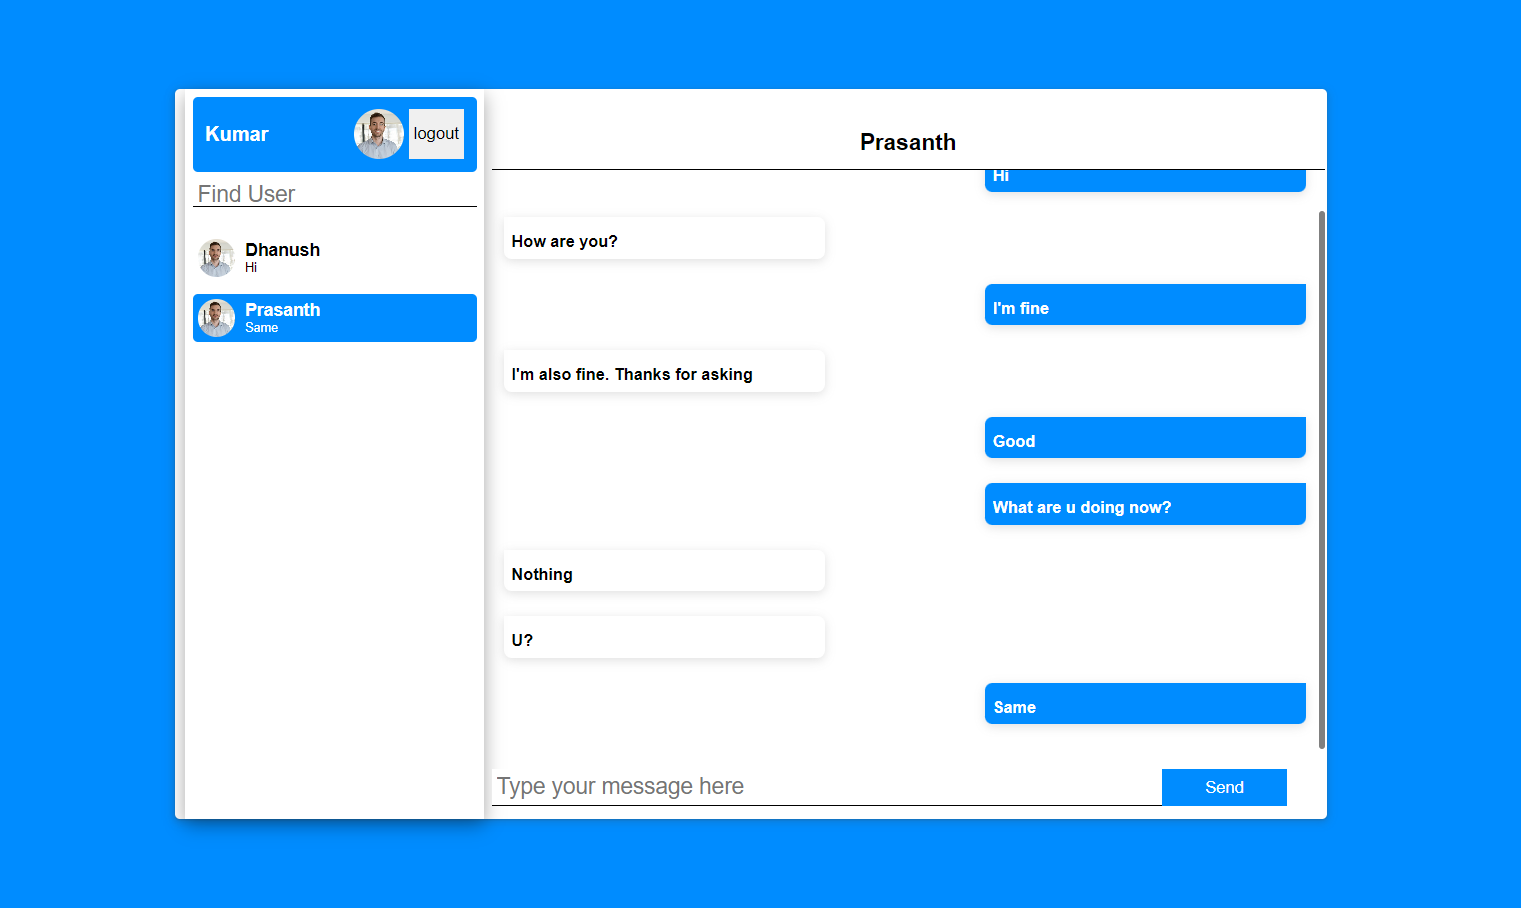 Kumar
logout
Find User
Dhanush
Hi
Prasanth
Same
Prasanth
Hi
How are you?
I'm fine
I'm also fine. Thanks for asking
Good
What are u doing now?
Nothing
U?
Same
Type your message here
Send